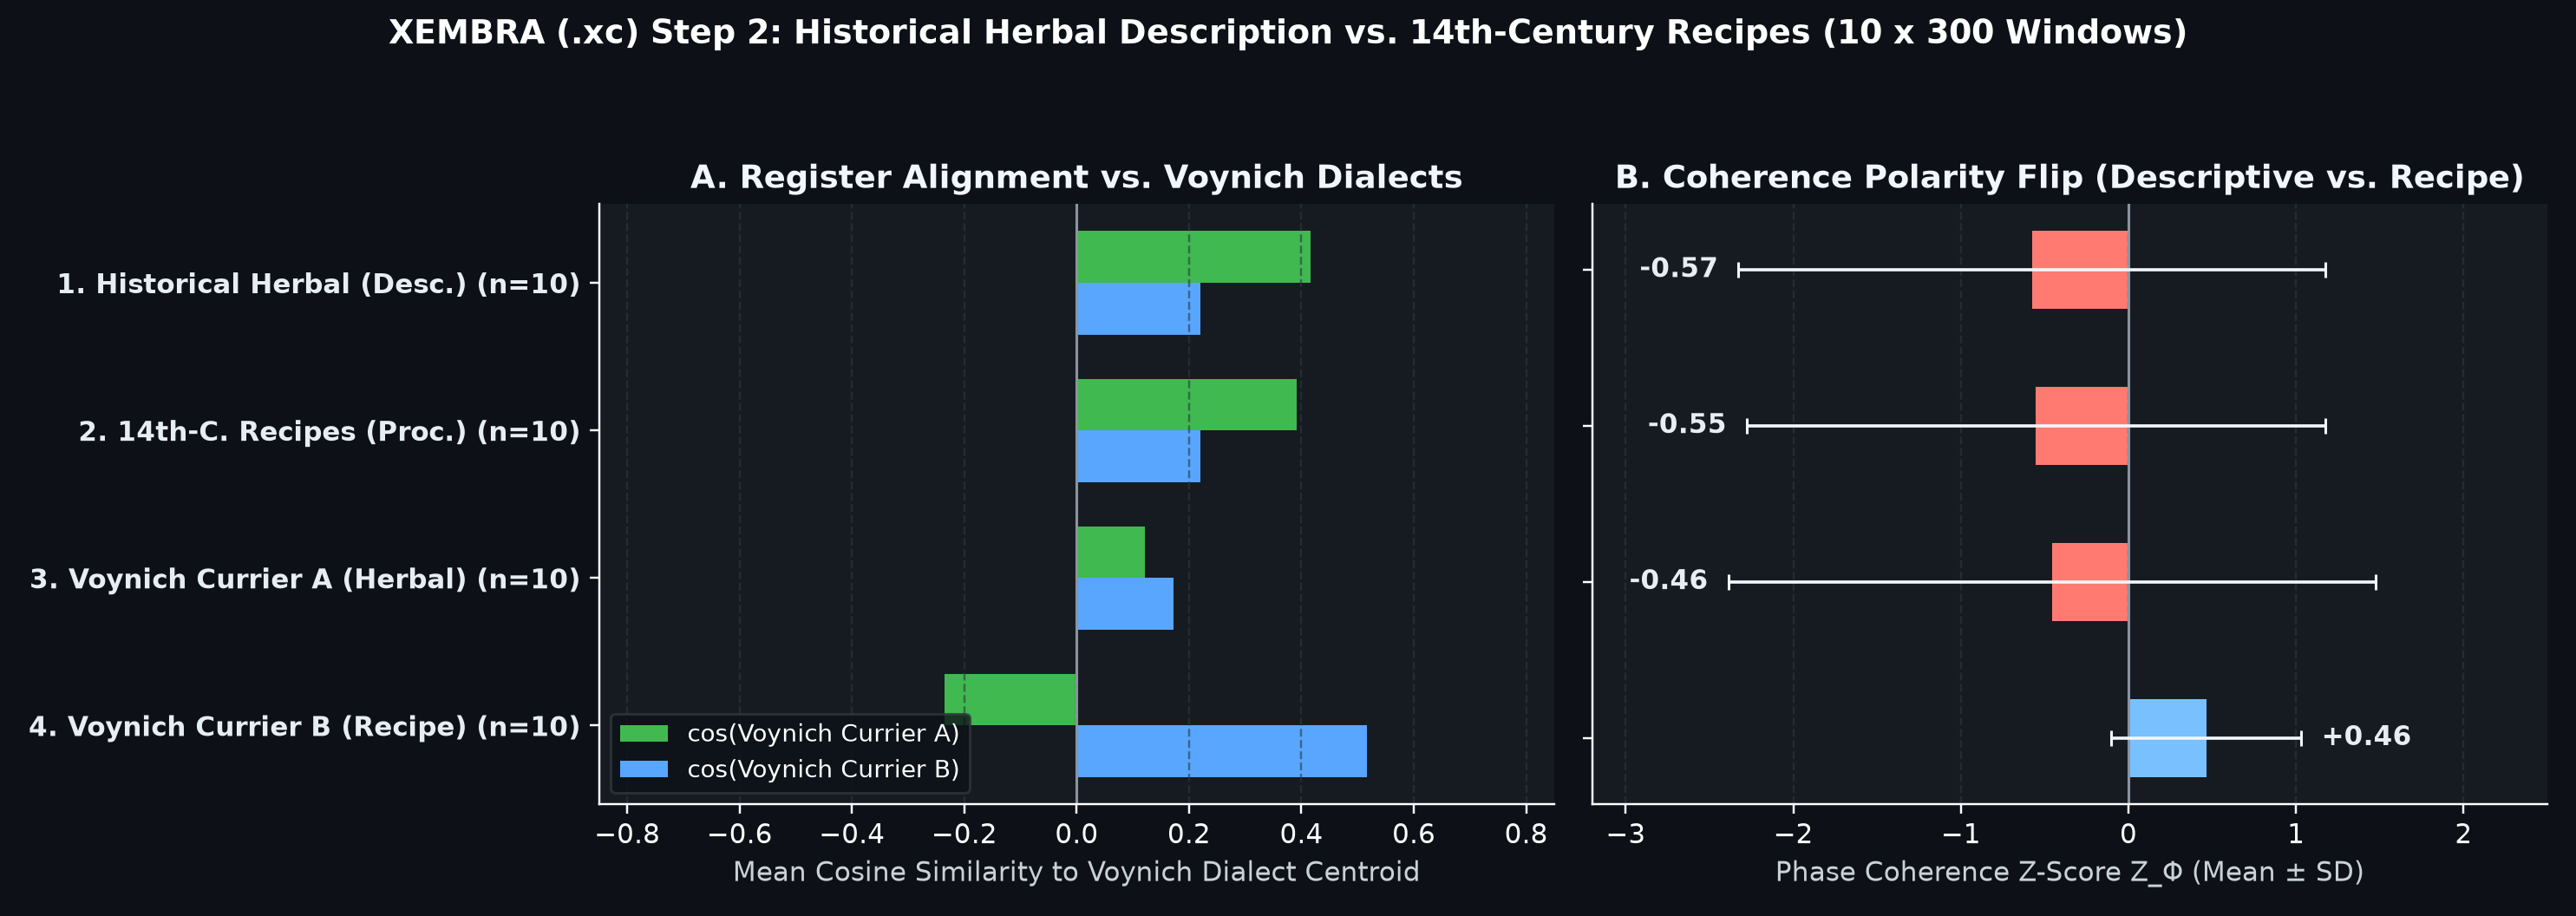 XEMBRA (.xc) Step 2: Historical Herbal Description vs. 14th-Century Recipes (10 x 300 Windows)
A. Register Alignment vs. Voynich Dialects
1. Historical Herbal (Desc.) (n=10)
2. 14th-C. Recipes (Proc.) (n=10)
3. Voynich Currier A (Herbal) (n=10)
4. Voynich Currier B (Recipe) (n=10)
cos(Voynich Currier A)
cos(Voynich Currier B)
−0.8 −0.6 −0.4 −0.2 0.0 0.2 0.4 0.6 0.8
Mean Cosine Similarity to Voynich Dialect Centroid
B. Coherence Polarity Flip (Descriptive vs. Recipe)
-0.57
-0.55
-0.46
+0.46
−3 −2 −1 0 1 2
Phase Coherence Z-Score Z_Φ (Mean ± SD)